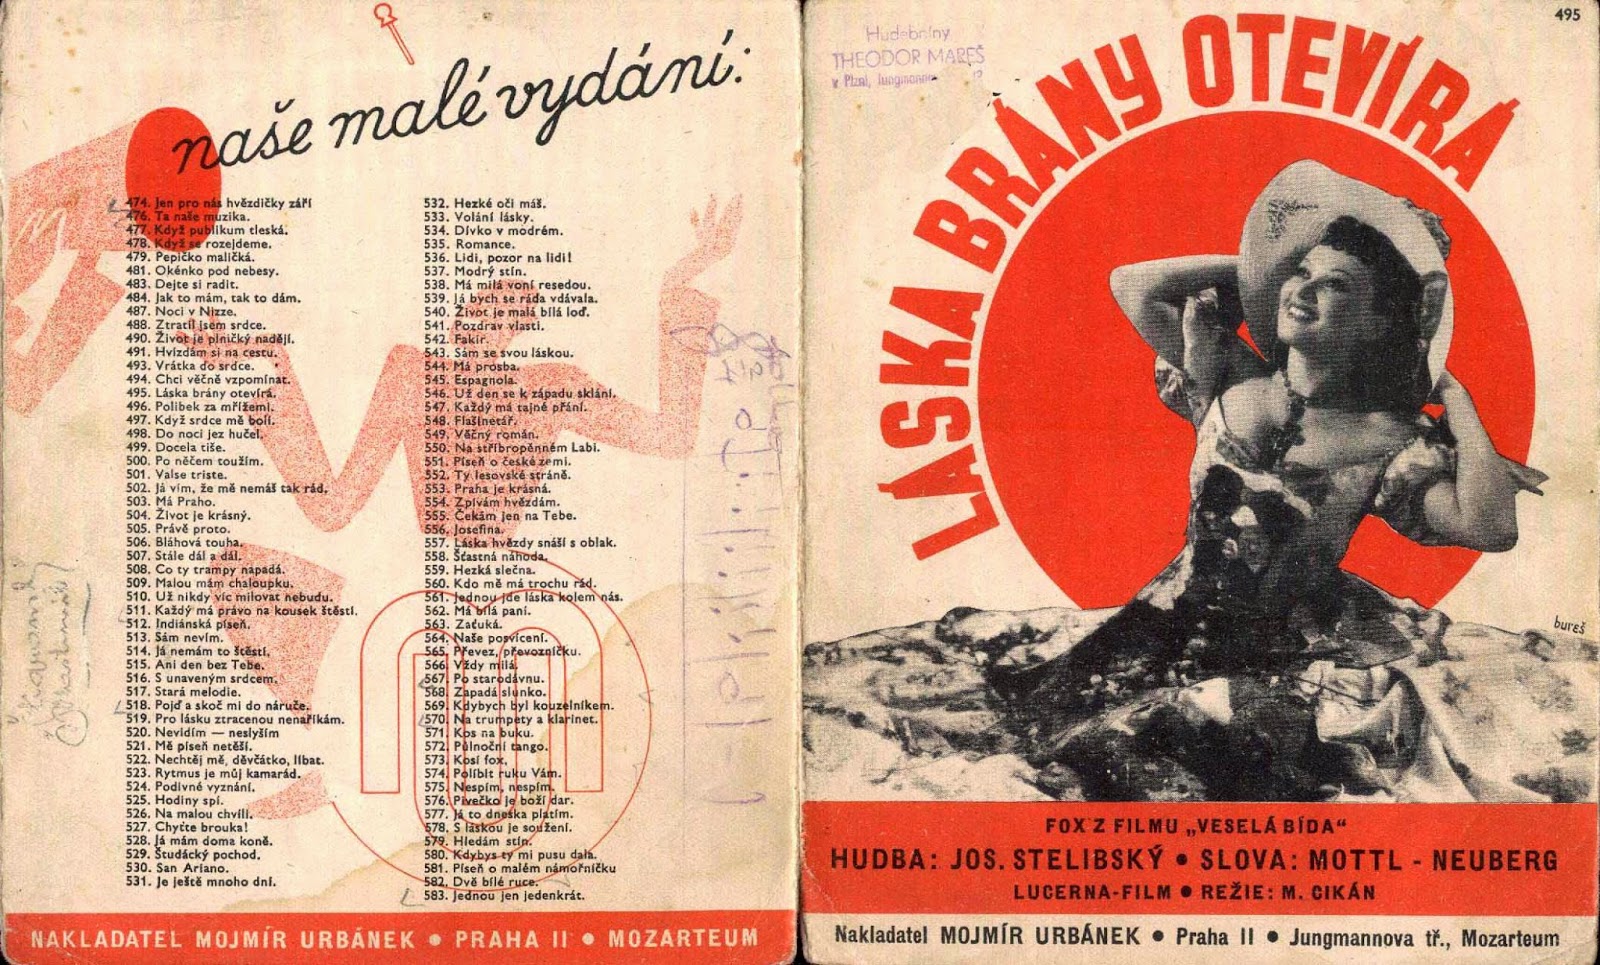 naše malé vydání:
474. Jen pro nás hvězdičky září
476. Ta naše muzika.
477. Když publikum tleská.
478. Když se rozejdeme.
479. Pepičko maličká.
481. Okénko pod nebesy.
483. Dejte si radit.
484. Jak to mám, tak to dám.
487. Noci v Nizze.
488. Ztratil jsem srdce.
490. Život je plničký nadějí.
491. Hvízdám si na cestu.
493. Vrátka do srdce.
494. Chci věčně vzpomínat.
495. Láska brány otevírá.
496. Polibek za mřížemi.
497. Když srdce mě bolí.
498. Do noci jez hučel.
499. Docela tiše.
500. Po něčem toužím.
501. Valse triste.
502. Já vím, že mě nemáš tak rád.
503. Má Praho.
504. Život je krásný.
505. Právě proto.
506. Bláhová touha.
507. Stále dál a dál.
508. Co ty trampy napadá.
509. Malou mám chaloupku.
510. Už nikdy víc milovat nebudu.
511. Každý má právo na kousek štěstí.
512. Indiánská píseň.
513. Sám nevím.
514. Já nemám to štěstí.
515. Ani den bez Tebe.
516. S unaveným srdcem.
517. Stará melodie.
518. Pojď a skoč mi do náruče.
519. Pro lásku ztracenou nenaříkám.
520. Nevidím — neslyším
521. Mě píseň netěší.
522. Nechtěj mě, děvčátko, líbat.
523. Rytmus je můj kamarád.
524. Podivné vyznání.
525. Hodiny spí.
526. Na malou chvíli.
527. Chyťte brouka!
528. Já mám doma koně.
529. Študácký pochod.
530. San Ariano.
531. Je ještě mnoho dní.
532. Hezké oči máš.
533. Volání lásky.
534. Dívko v modrém.
535. Romance.
536. Lidi, pozor na lidi!
537. Modrý stín.
538. Má milá voní resedou.
539. Já bych se ráda vdávala.
540. Život je malá bílá loď.
541. Pozdrav vlasti.
542. Fakir.
543. Sám se svou láskou.
544. Má prosba.
545. Espagnola.
546. Už den se k západu sklání.
547. Každý má tajné přání.
548. Flašinetář.
549. Věčný román.
550. Na stříbropěnném Labi.
551. Píseň o české zemi.
552. Ty lesovské stráně.
553. Praha je krásná.
554. Zpívám hvězdám.
555. Čekám jen na Tebe.
556. Josefina.
557. Láska hvězdy snáší s oblak.
558. Šťastná náhoda.
559. Hezká slečna.
560. Kdo mě má trochu rád.
561. Jednou jde láska kolem nás.
562. Má bílá paní.
563. Zaťuká.
564. Naše posvícení.
565. Převez, převozníčku.
566. Vždy milá.
567. Po starodávnu.
568. Zapadá slunko.
569. Kdybych byl kouzelníkem.
570. Na trumpety a klarinet.
571. Kos na buku.
572. Půlnoční tango.
573. Kosí fox.
574. Políbit ruku Vám.
575. Nespím, nespím.
576. Pivečko je boží dar.
577. Já to dneska platím.
578. S láskou je soužení.
579. Hledám stín.
580. Kdybys ty mi pusu dala.
581. Píseň o malém námořníčku
582. Dvě bílé ruce.
583. Jednou jen jedenkrát.
NAKLADATEL MOJMÍR URBÁNEK • PRAHA II • MOZARTEUM
495
Hudebniny
THEODOR MAREŠ
v Plzni,
LÁSKA BRÁNY OTEVÍRÁ
bureš
FOX Z FILMU „VESELÁ BÍDA“
HUDBA: JOS. STELIBSKÝ • SLOVA: MOTTL - NEUBERG
LUCERNA-FILM • REŽIE: M. CIKÁN
Nakladatel MOJMÍR URBÁNEK • Praha II • Jungmannova tř., Mozarteum